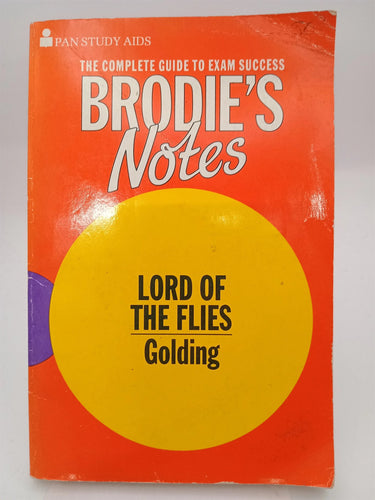 PAN STUDY AIDS
THE COMPLETE GUIDE TO EXAM SUCCESS
BRODIE'S
Notes
LORD OF
THE FLIES
Golding